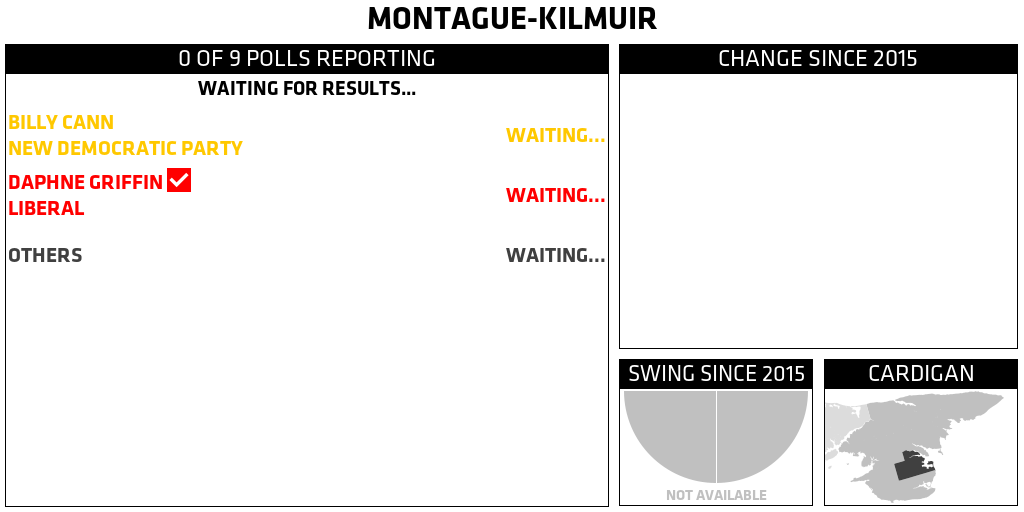 MONTAGUE-KILMUIR
0 OF 9 POLLS REPORTING
WAITING FOR RESULTS...
BILLY CANN
NEW DEMOCRATIC PARTY
WAITING...
DAPHNE GRIFFIN
LIBERAL
WAITING...
OTHERS
WAITING...
CHANGE SINCE 2015
SWING SINCE 2015
NOT AVAILABLE
CARDIGAN